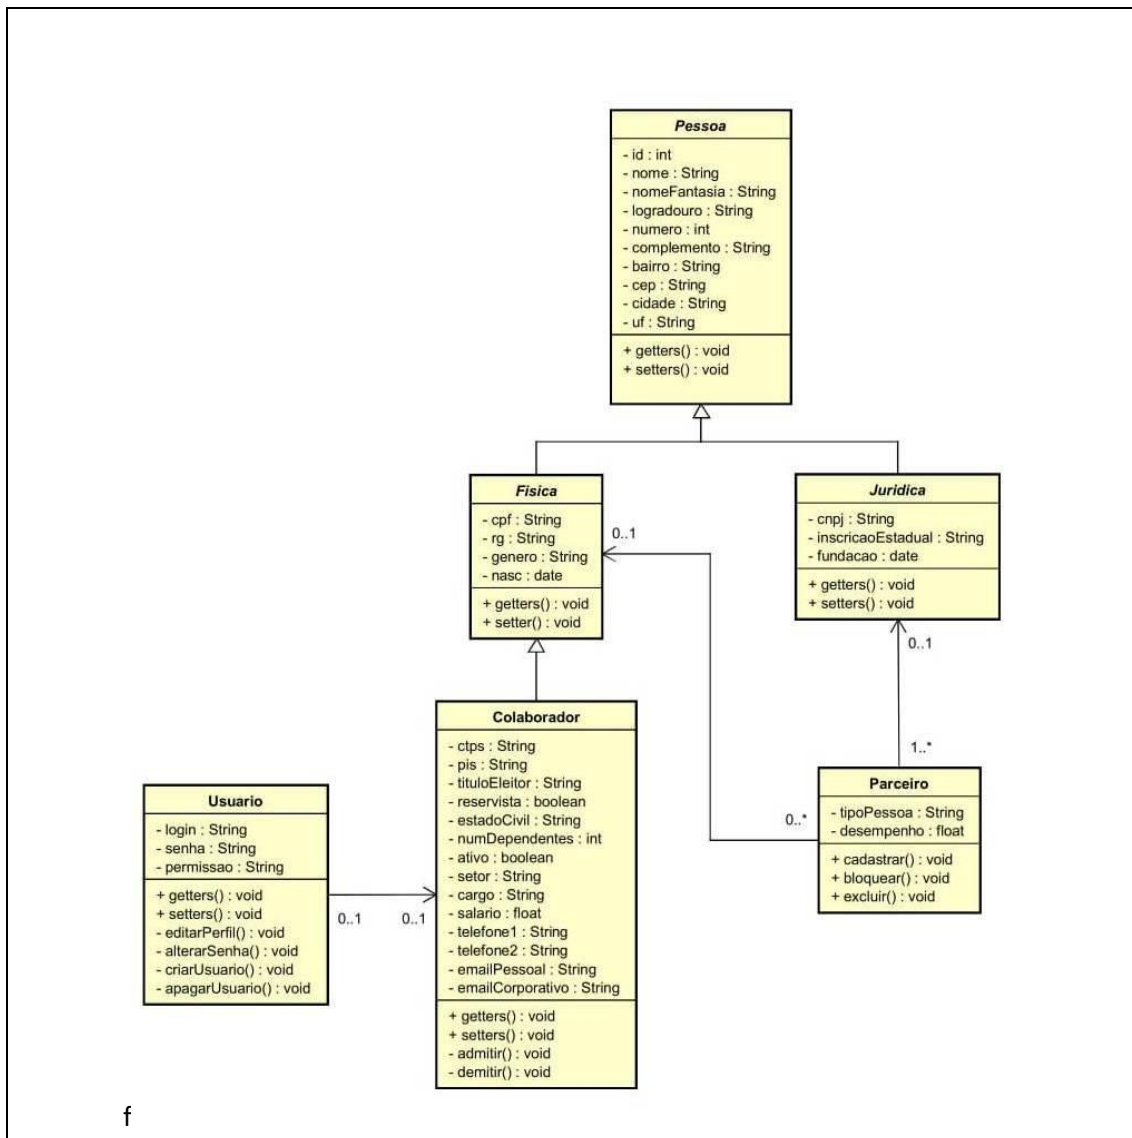 Pessoa
- id : int
- nome : String
- nomeFantasia : String
- logradouro : String
- numero : int
- complemento : String
- bairro : String
- cep : String
- cidade : String
- uf : String
+ getters() : void
+ setters() : void
Fisica
- cpf : String
- rg : String
- genero : String
- nasc : date
+ getters() : void
+ setter() : void
0..1
Juridica
- cnpj : String
- inscricaoEstadual : String
- fundacao : date
+ getters() : void
+ setters() : void
0..1
1..*
Colaborador
- ctps : String
- pis : String
- tituloEleitor : String
- reservista : boolean
- estadoCivil : String
- numDependentes : int
- ativo : boolean
- setor : String
- cargo : String
- salario : float
- telefone1 : String
- telefone2 : String
- emailPessoal : String
- emailCorporativo : String
+ getters() : void
+ setters() : void
- admitir() : void
- demitir() : void
Parceiro
- tipoPessoa : String
- desempenho : float
+ cadastrar() : void
+ bloquear() : void
+ excluir() : void
0..*
Usuario
- login : String
- senha : String
- permissao : String
+ getters() : void
+ setters() : void
- editarPerfil() : void
- alterarSenha() : void
- criarUsuario() : void
- apagarUsuario() : void
0..1
0..1
f